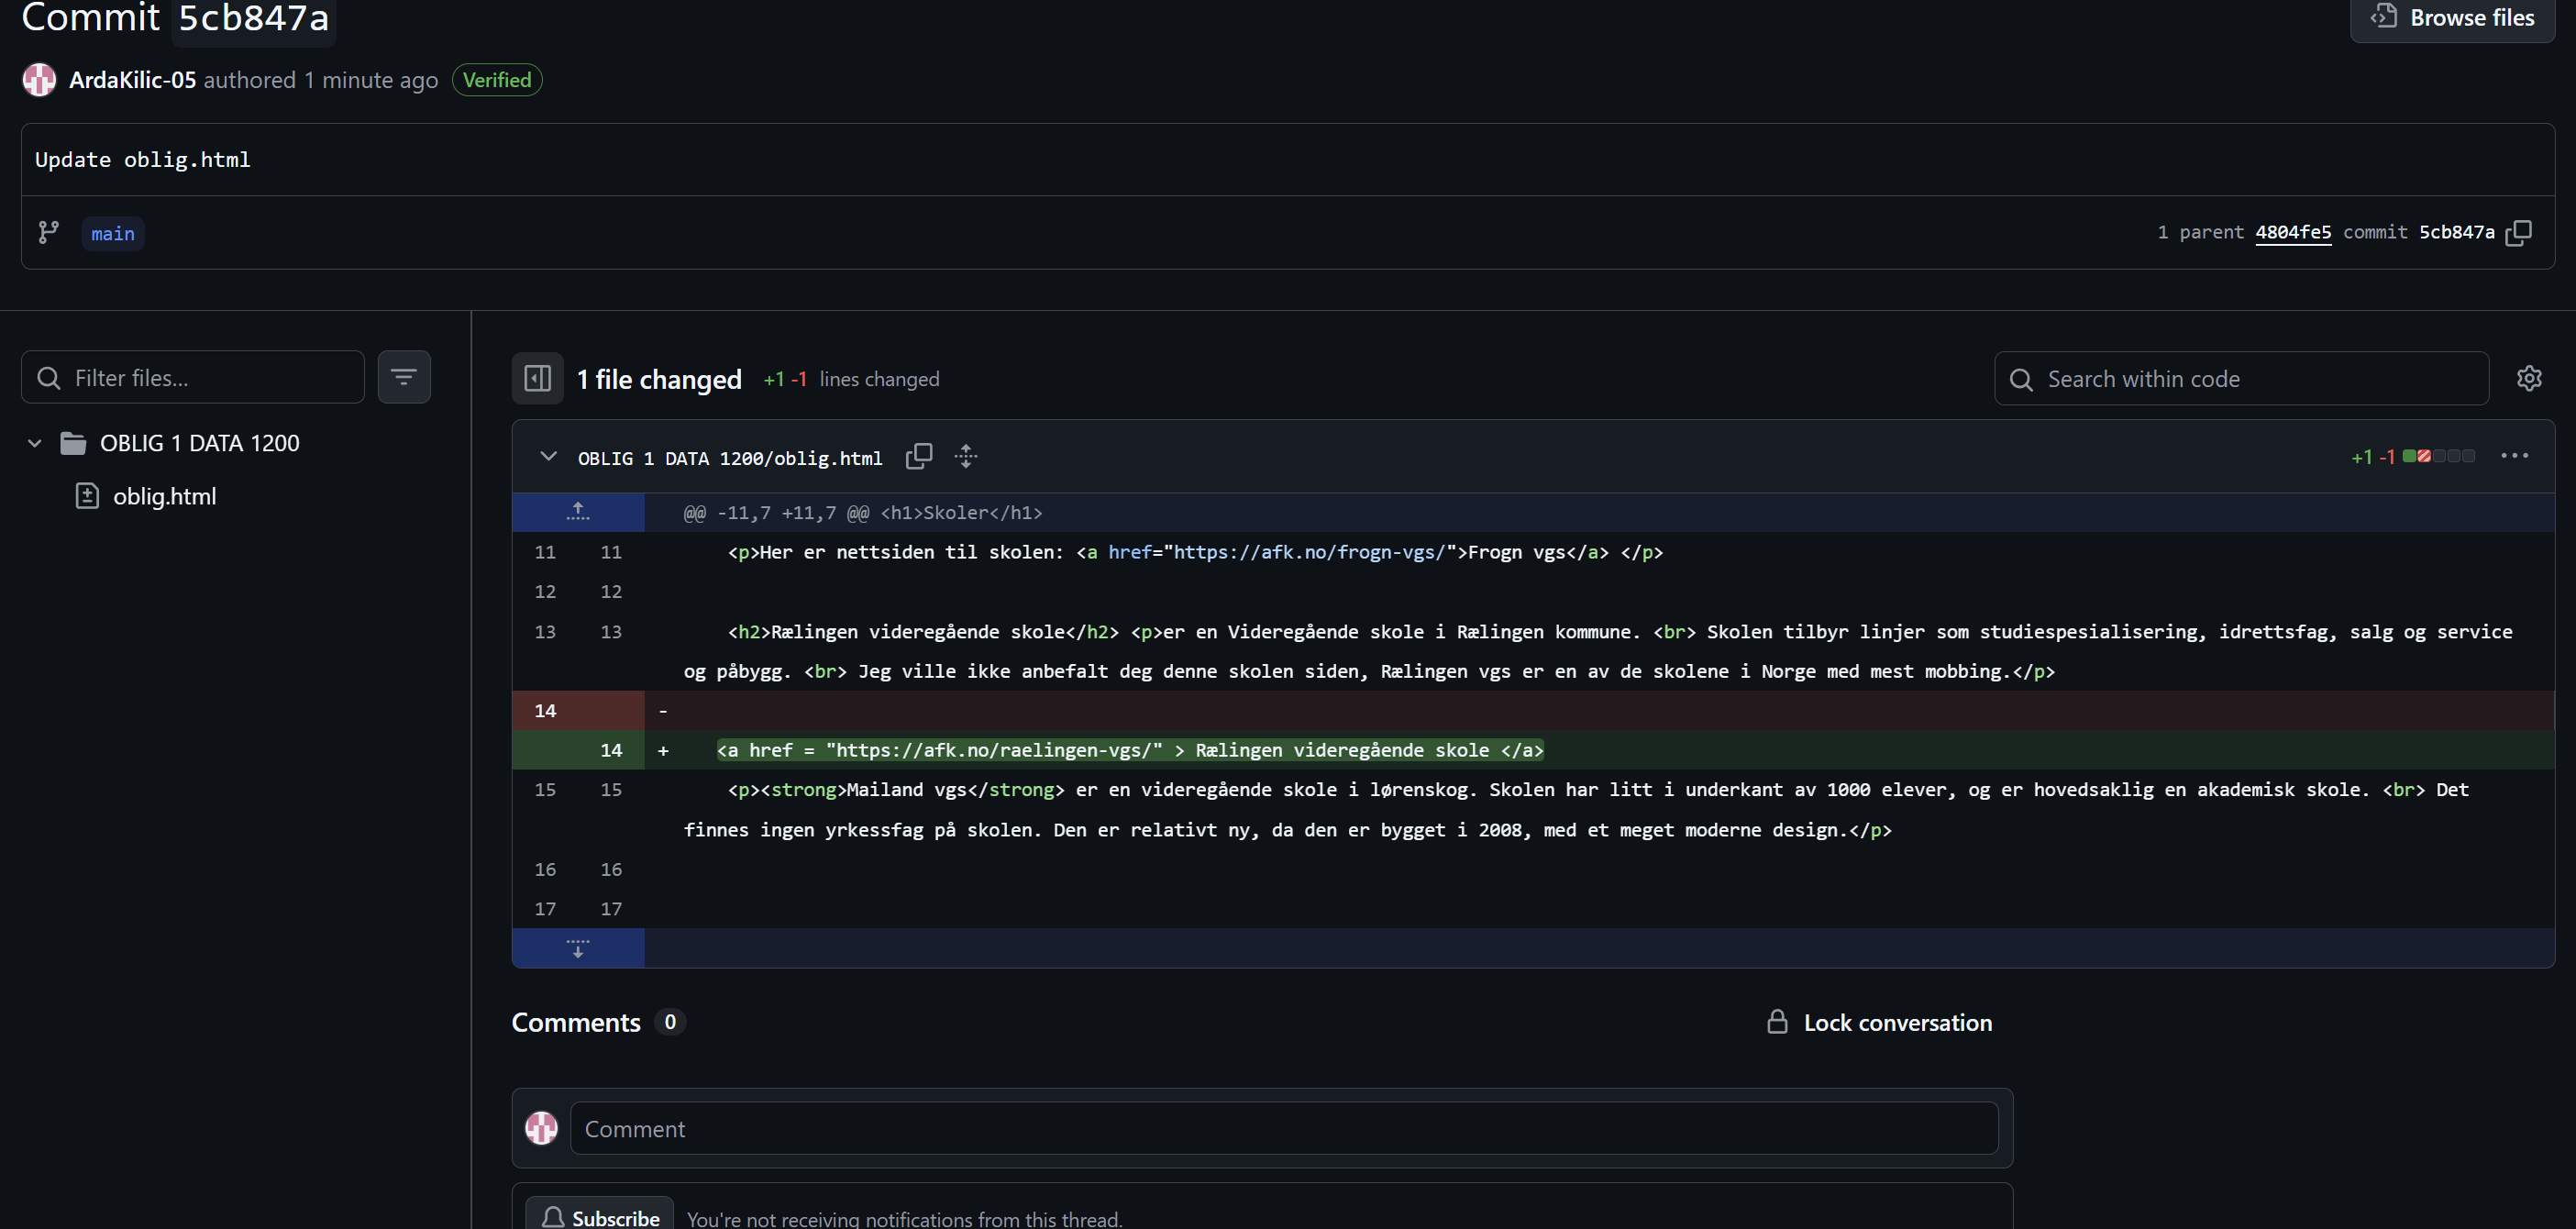 Commit 5cb847a
Browse files
ArdaKilic-05 authored 1 minute ago Verified
Update oblig.html
main
1 parent 4804fe5 commit 5cb847a
Filter files...
OBLIG 1 DATA 1200
oblig.html
1 file changed +1 -1 lines changed
Search within code
OBLIG 1 DATA 1200/oblig.html
+1 -1
@@ -11,7 +11,7 @@ <h1>Skoler</h1>
11 11 <p>Her er nettsiden til skolen: <a href="https://afk.no/frogn-vgs/">Frogn vgs</a> </p>
12 12
13 13 <h2>Rælingen videregående skole</h2> <p>er en Videregående skole i Rælingen kommune. <br> Skolen tilbyr linjer som studiespesialisering, idrettsfag, salg og service
og påbygg. <br> Jeg ville ikke anbefalt deg denne skolen siden, Rælingen vgs er en av de skolene i Norge med mest mobbing.</p>
14 -
14 + <a href = "https://afk.no/raelingen-vgs/" > Rælingen videregående skole </a>
15 15 <p><strong>Mailand vgs</strong> er en videregående skole i lørenskog. Skolen har litt i underkant av 1000 elever, og er hovedsaklig en akademisk skole. <br> Det
finnes ingen yrkessfag på skolen. Den er relativt ny, da den er bygget i 2008, med et meget moderne design.</p>
16 16
17 17
Comments 0
Lock conversation
Comment
Subscribe You're not receiving notifications from this thread.